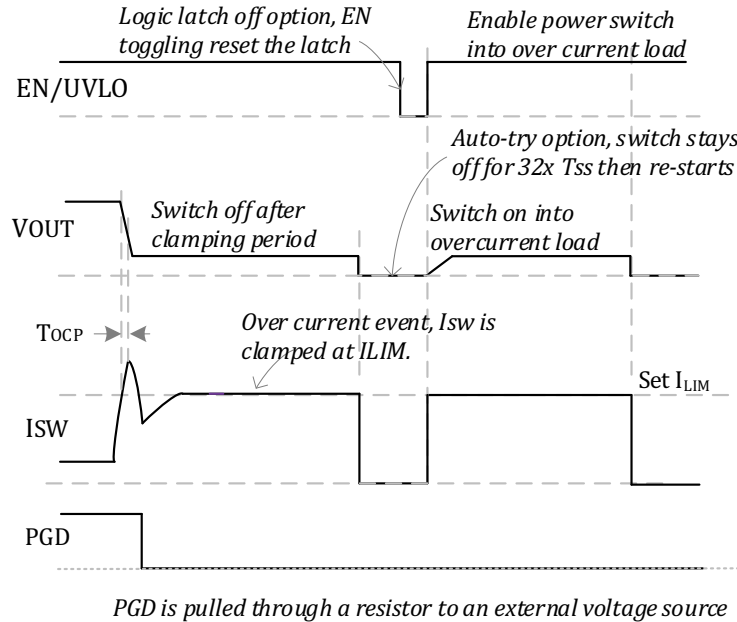 Logic latch off option, EN
toggling reset the latch
Enable power switch
into over current load
EN/UVLO
Auto-try option, switch stays
off for 32x Tss then re-starts
VOUT
Switch off after
clamping period
Switch on into
overcurrent load
TOCP
Over current event, Isw is
clamped at ILIM.
Set ILIM
ISW
PGD
PGD is pulled through a resistor to an external voltage source